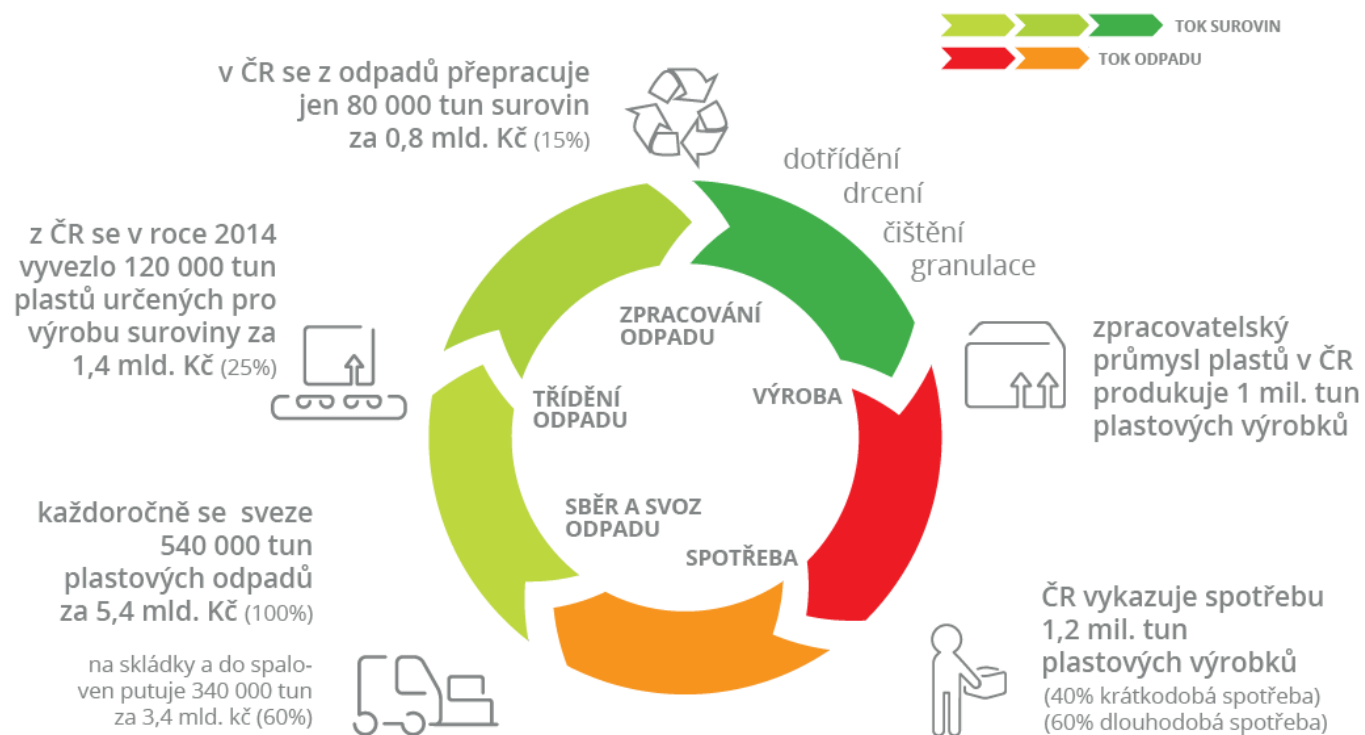 TOK SUROVIN
TOK ODPADU
v ČR se z odpadů přepracuje
jen 80 000 tun surovin
za 0,8 mld. Kč (15%)
dotřídění
drcení
čištění
granulace
z ČR se v roce 2014
vyvezlo 120 000 tun
plastů určených pro
výrobu suroviny za
1,4 mld. Kč (25%)
ZPRACOVÁNÍ
ODPADU
zpracovatelský
průmysl plastů v ČR
produkuje 1 mil. tun
plastových výrobků
TŘÍDĚNÍ
ODPADU
VÝROBA
SBĚR A SVOZ
ODPADU
SPOTŘEBA
každoročně se  sveze
540 000 tun
plastových odpadů
za 5,4 mld. Kč (100%)
na skládky a do spalo-
ven putuje 340 000 tun
za 3,4 mld. kč (60%)
ČR vykazuje spotřebu
1,2 mil. tun
plastových výrobků
(40% krátkodobá spotřeba)
(60% dlouhodobá spotřeba)